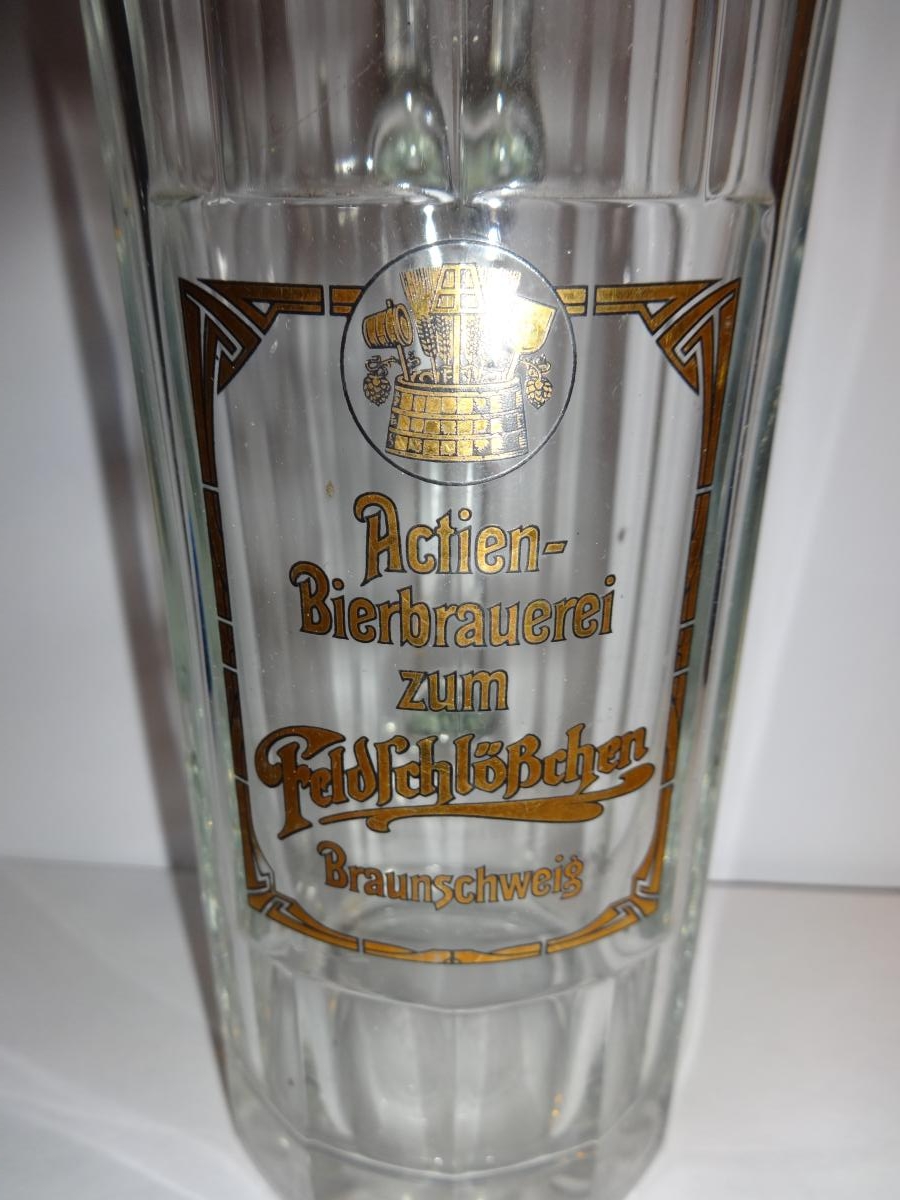 Actien-
Bierbrauerei
zum
Feldschlößchen
Braunschweig